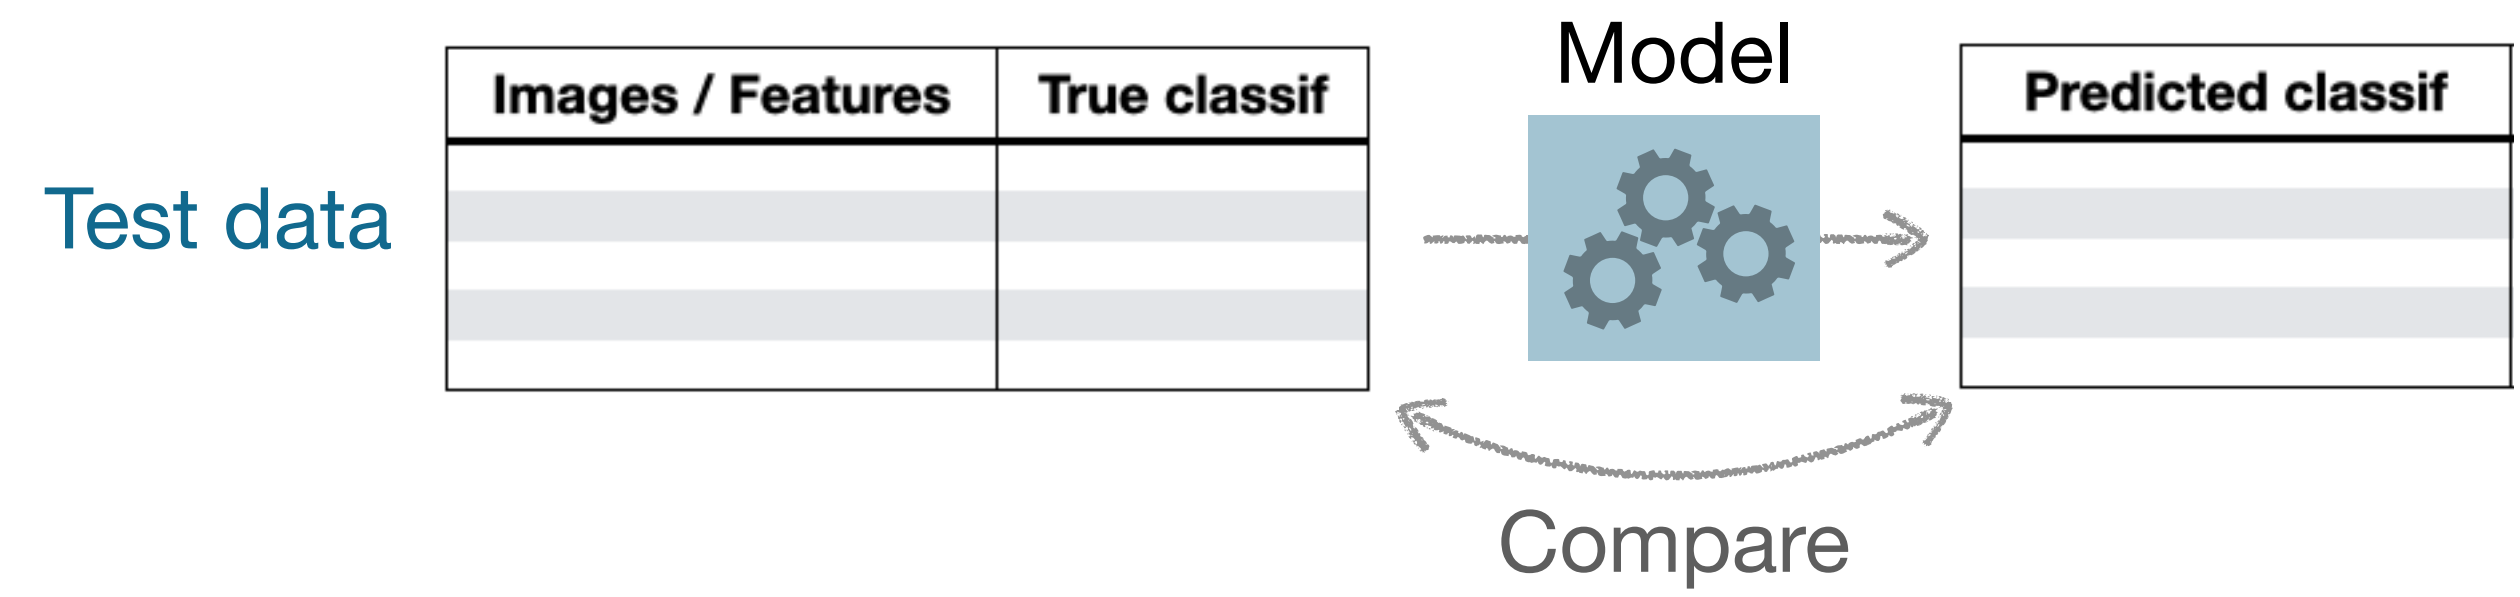 Model
Images / Features
True classif
Predicted classif
Test data
Compare